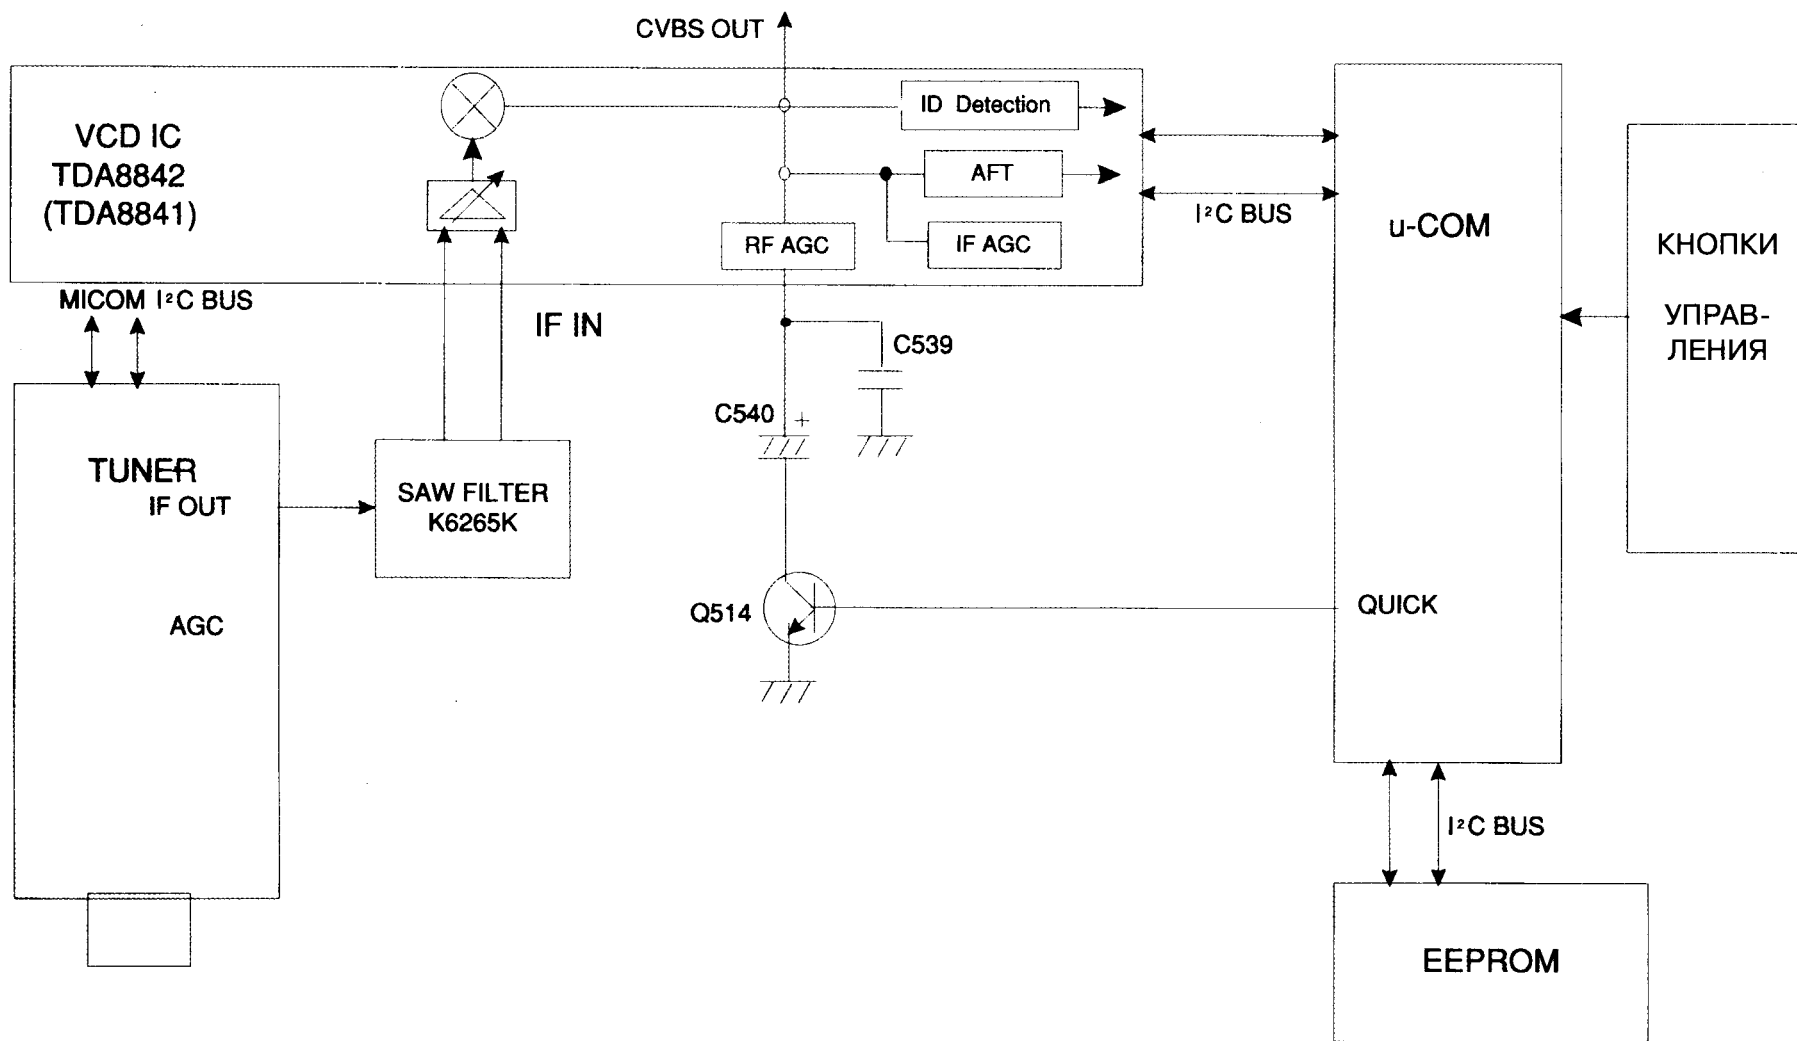 CVBS OUT
VCD IC
TDA8842
(TDA8841)
ID Detection
AFT
RF AGC
IF AGC
I²C BUS
u-COM
КНОПКИ
УПРАВ-
ЛЕНИЯ
MICOM I²C BUS
IF IN
C539
C540 +
TUNER
IF OUT
SAW FILTER
K6265K
AGC
Q514
QUICK
I²C BUS
EEPROM